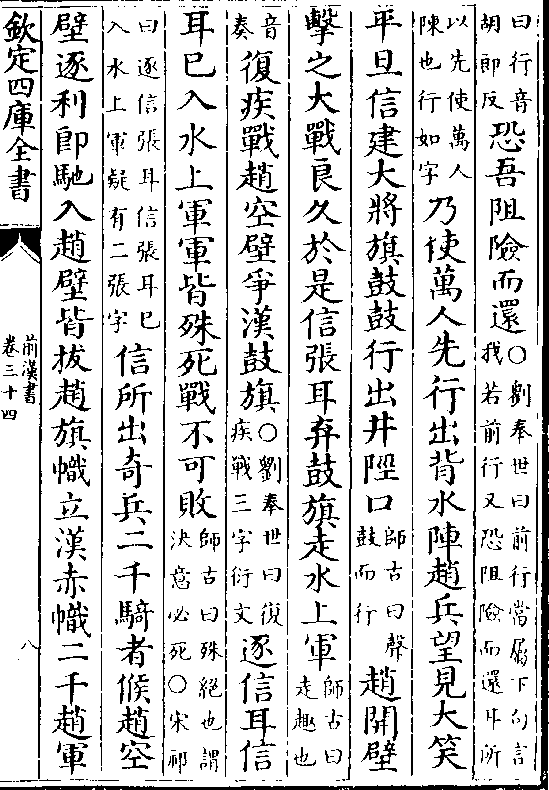 曰行音胡郎反恐吾阻險而還○劉奉世曰前行當屬下句言我若前行又恐阻險而還耳所
以先使萬人陳也行如字乃使萬人先行出背水陣趙兵望見大笑
平旦信建大將旗鼓鼓行出井陘口師古曰聲鼓而行趙開壁
擊之大戰良久於是信張耳弃鼓旗走水上軍師古曰走趣也
音奏復疾戰趙空壁爭漢鼓旗○劉奉世曰復疾戰三字衍文逐信耳信
耳已入水上軍軍皆殊死戰不可敗師古曰殊絶也謂決意必死○宋祁
曰逐信張耳信張耳已入水上軍疑有二張字信所出奇兵二千騎者候趙空
壁逐利即馳入趙壁皆拔趙旗幟立漢赤幟二千趙軍
欽定四庫全書
前漢書
卷三十四
八